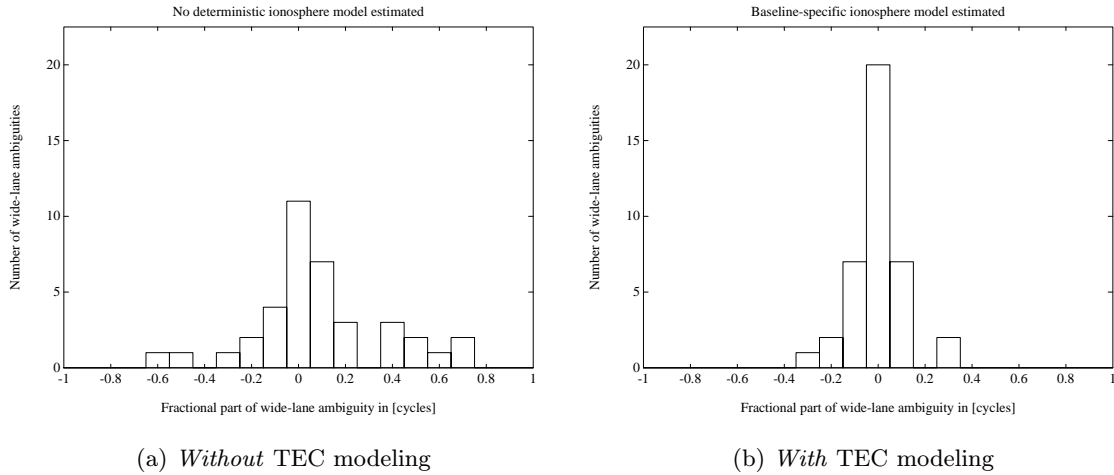 No deterministic ionosphere model estimated
Number of wide-lane ambiguities
20
15
10
5
0
-1 -0.8 -0.6 -0.4 -0.2 0 0.2 0.4 0.6 0.8 1
Fractional part of wide-lane ambiguity in [cycles]
(a) Without TEC modeling
Baseline-specific ionosphere model estimated
Number of wide-lane ambiguities
20
15
10
5
0
-1 -0.8 -0.6 -0.4 -0.2 0 0.2 0.4 0.6 0.8 1
Fractional part of wide-lane ambiguity in [cycles]
(b) With TEC modeling